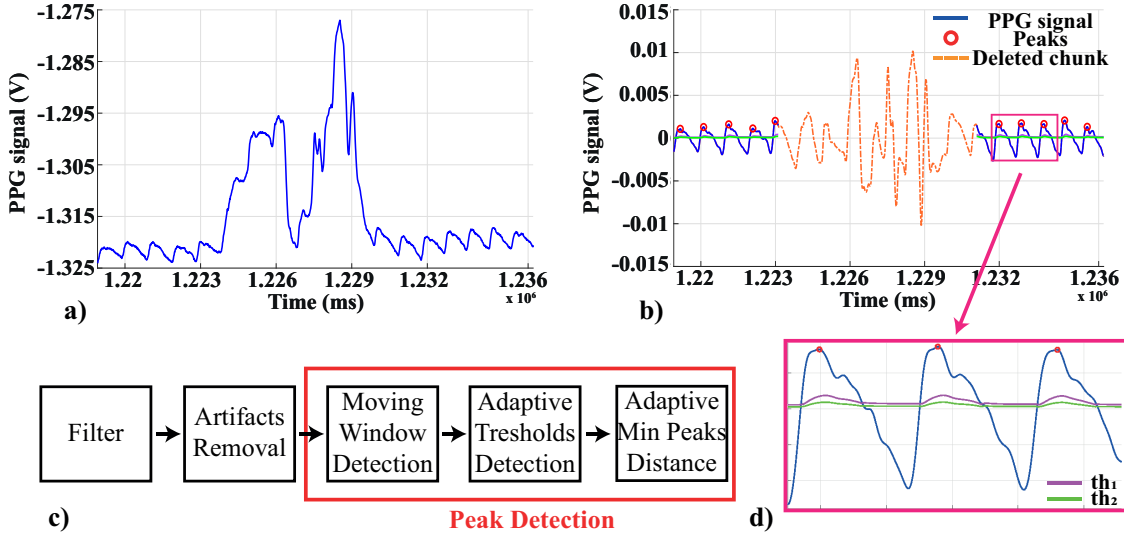 -1.275
-1.285
-1.295
-1.305
-1.315
-1.325
PPG signal (V)
1.22
1.223
1.226
1.229
1.233
1.236
Time (ms)
x 10⁶
a)
0.015
0.01
0.005
0
-0.005
-0.01
-0.015
PPG signal (V)
PPG signal
Peaks
Deleted chunk
1.22
1.223
1.226
1.229
1.232
1.236
Time (ms)
x 10⁶
b)
Filter
Artifacts
Removal
Moving
Window
Detection
Adaptive
Tresholds
Detection
Adaptive
Min Peaks
Distance
Peak Detection
c)
th₁
th₂
d)